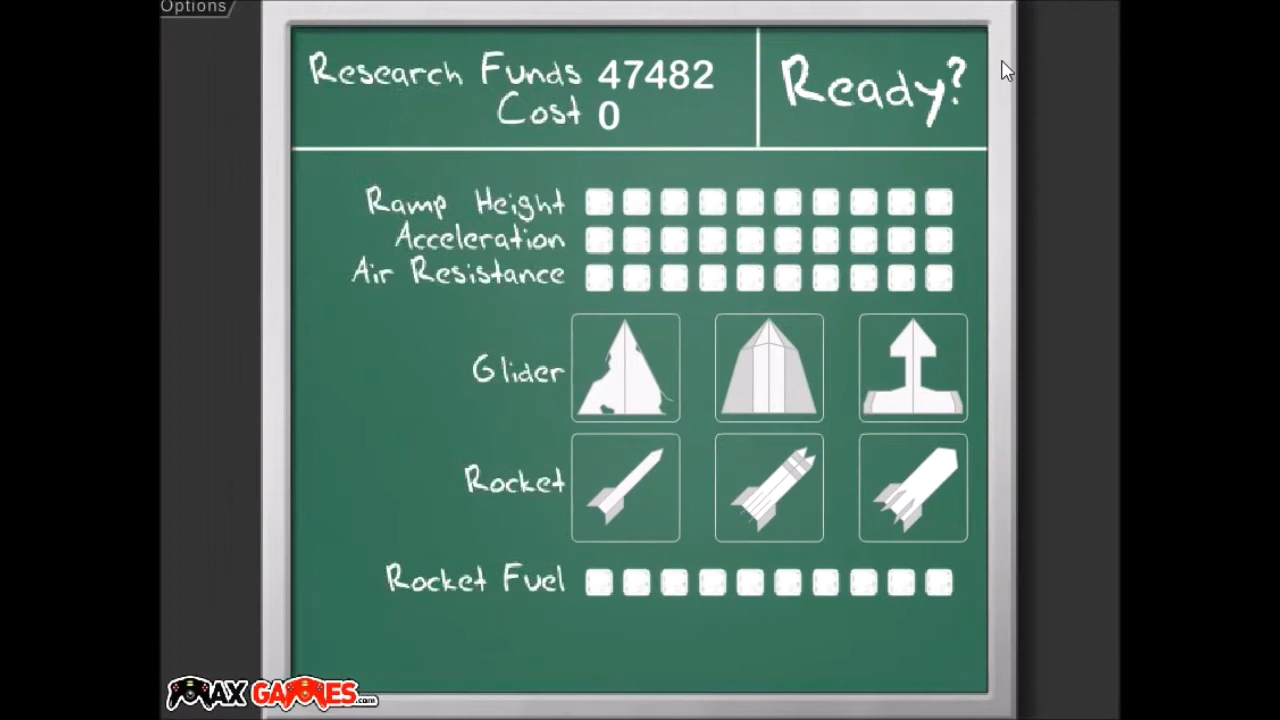 Options
Research Funds 47482
Cost 0
Ready?
Ramp Height
Acceleration
Air Resistance
Glider
Rocket
Rocket Fuel
MAX GAMES.com